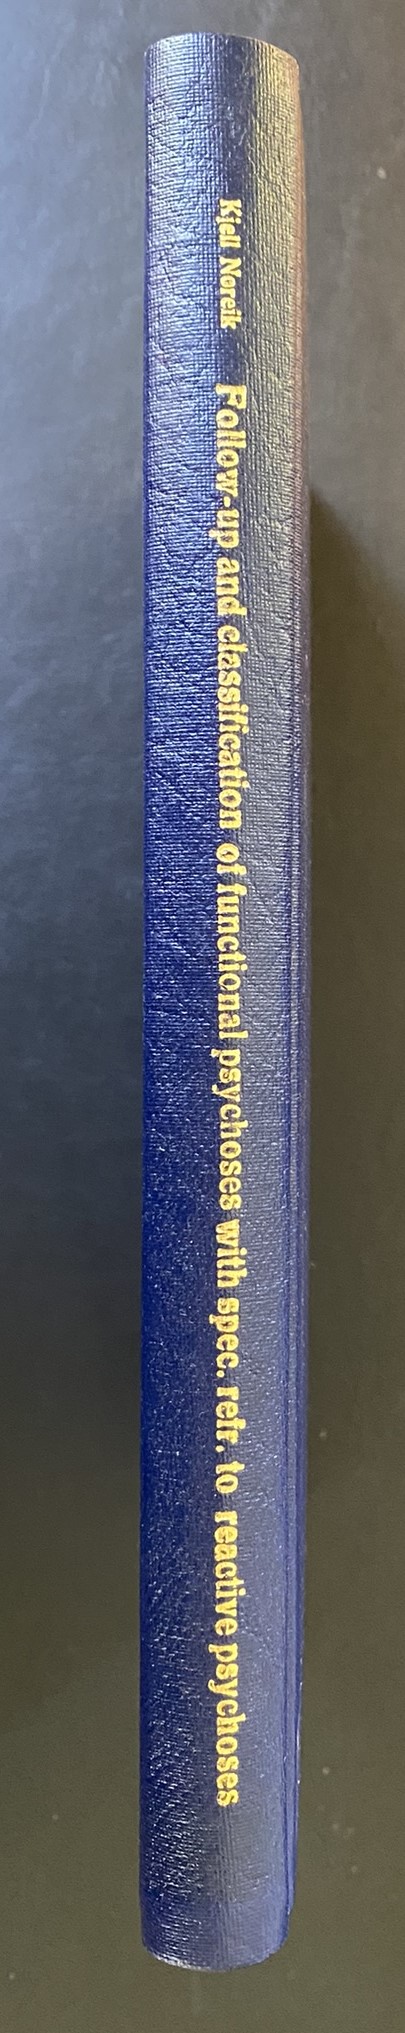 Kjell Noreik Follow-up and classification of functional psychoses with spec. refr. to reactive psychoses